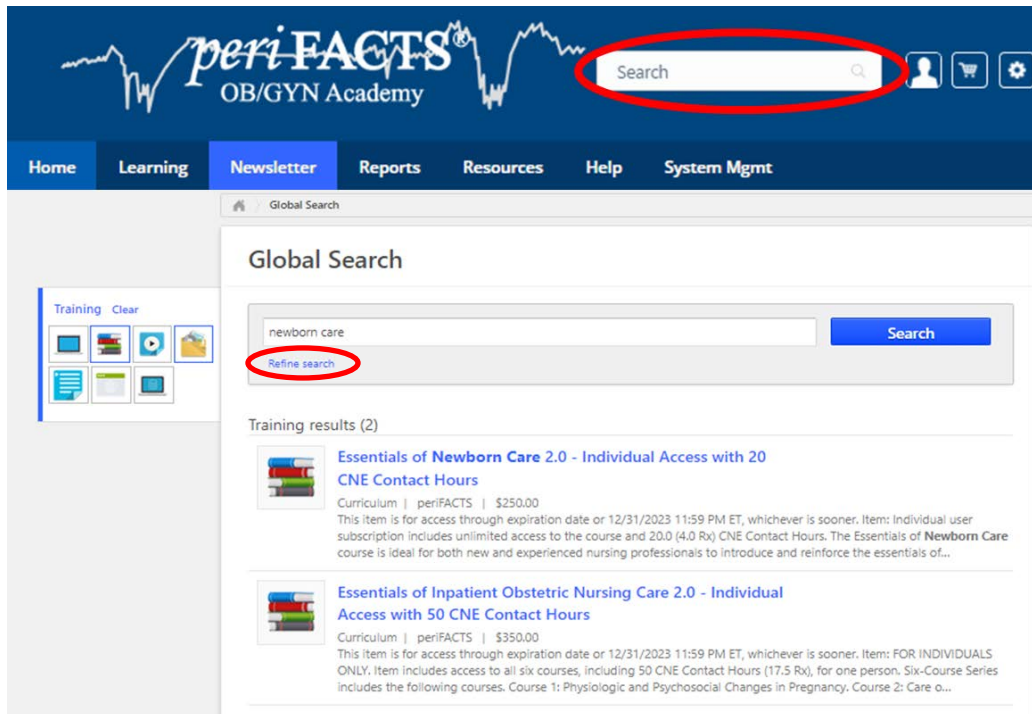 periFACTS®
OB/GYN Academy
Search
Home Learning Newsletter Reports Resources Help System Mgmt
Global Search
Global Search
Training Clear
newborn care
Search
Refine search
Training results (2)
Essentials of Newborn Care 2.0 - Individual Access with 20
CNE Contact Hours
Curriculum | periFACTS | $250.00
This item is for access through expiration date or 12/31/2023 11:59 PM ET, whichever is sooner. Item: Individual user
subscription includes unlimited access to the course and 20.0 (4.0 Rx) CNE Contact Hours. The Essentials of Newborn Care
course is ideal for both new and experienced nursing professionals to introduce and reinforce the essentials of...
Essentials of Inpatient Obstetric Nursing Care 2.0 - Individual
Access with 50 CNE Contact Hours
Curriculum | periFACTS | $350.00
This item is for access through expiration date or 12/31/2023 11:59 PM ET, whichever is sooner. Item: FOR INDIVIDUALS
ONLY. Item includes access to all six courses, including 50 CNE Contact Hours (17.5 Rx), for one person. Six-Course Series
includes the following courses. Course 1: Physiologic and Psychosocial Changes in Pregnancy. Course 2: Care o...